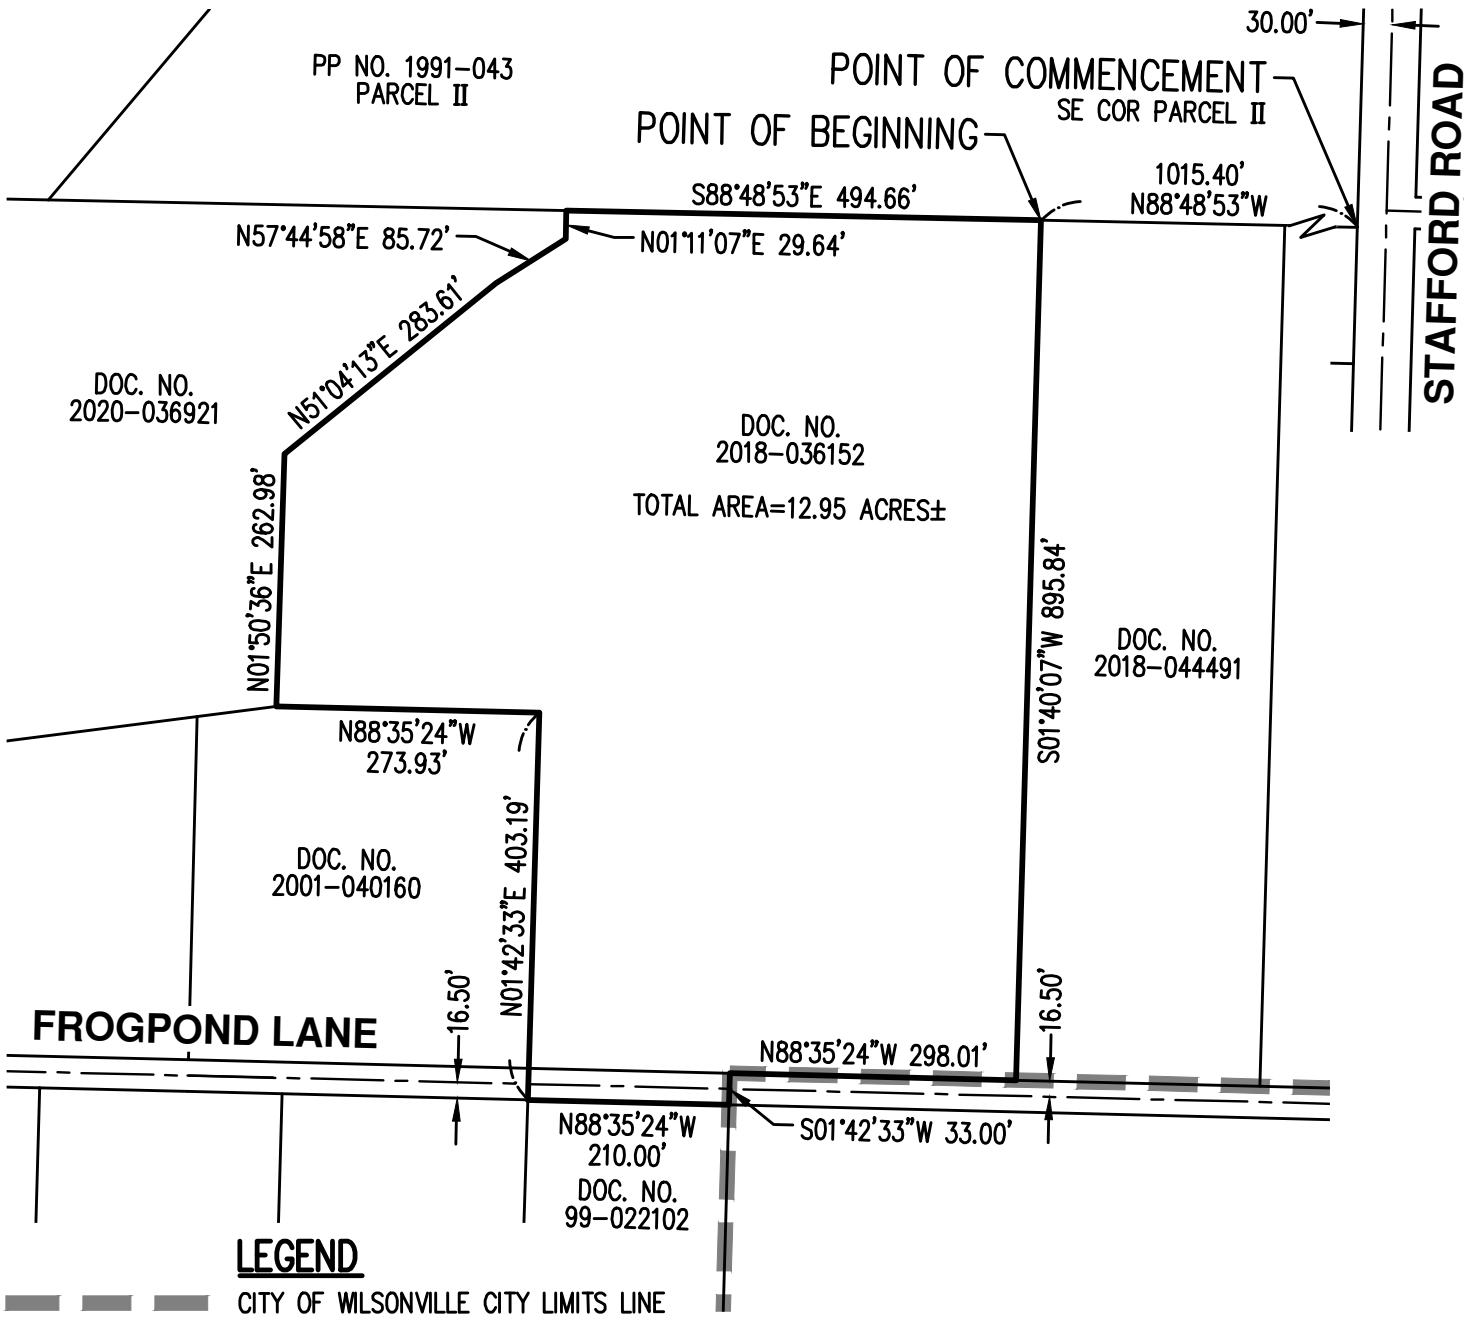 30.00'
PP NO. 1991-043
PARCEL II
POINT OF COMMENCEMENT
SE COR PARCEL II
POINT OF BEGINNING
STAFFORD ROAD
1015.40'
N88°48'53"W
S88°48'53"E 494.66'
N57°44'58"E 85.72'
N01°11'07"E 29.64'
N51°04'13"E 283.61'
DOC. NO.
2020-036921
DOC. NO.
2018-036152
TOTAL AREA=12.95 ACRES±
N01°50'36"E 262.98'
S01°40'07"W 895.84'
DOC. NO.
2018-044491
N88°35'24"W
273.93'
N01°42'33"E 403.19'
DOC. NO.
2001-040160
16.50'
16.50'
FROGPOND LANE
N88°35'24"W 298.01'
N88°35'24"W
210.00'
S01°42'33"W 33.00'
DOC. NO.
99-022102
LEGEND
CITY OF WILSONVILLE CITY LIMITS LINE